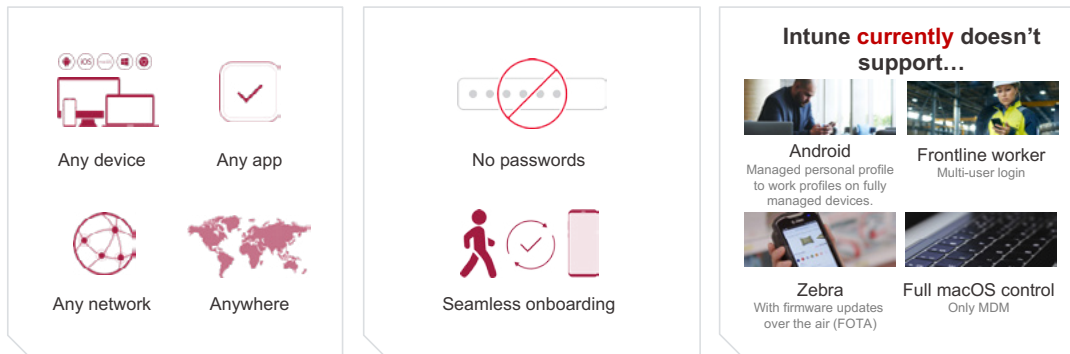 iOS
Any device
Any app
Any network
Anywhere
No passwords
Seamless onboarding
Intune currently doesn’t
support…
Android
Managed personal profile
to work profiles on fully
managed devices.
Frontline worker
Multi-user login
Zebra
With firmware updates
over the air (FOTA)
Full macOS control
Only MDM